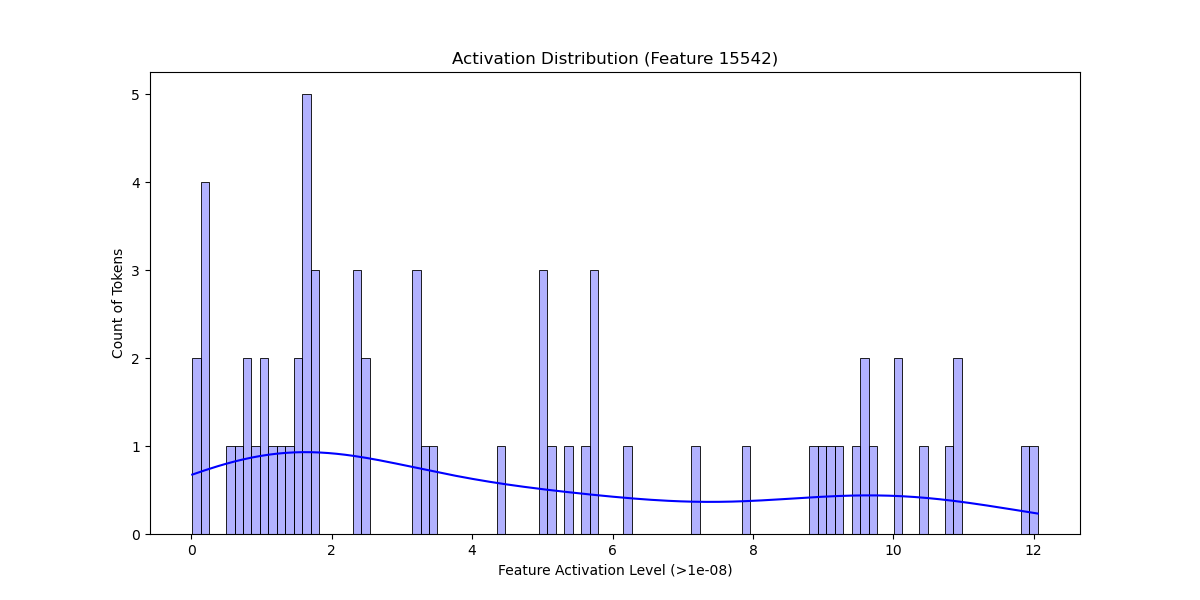 Activation Distribution (Feature 15542)
5
4
3
2
1
0
Count of Tokens
0 2 4 6 8 10 12
Feature Activation Level (>1e-08)